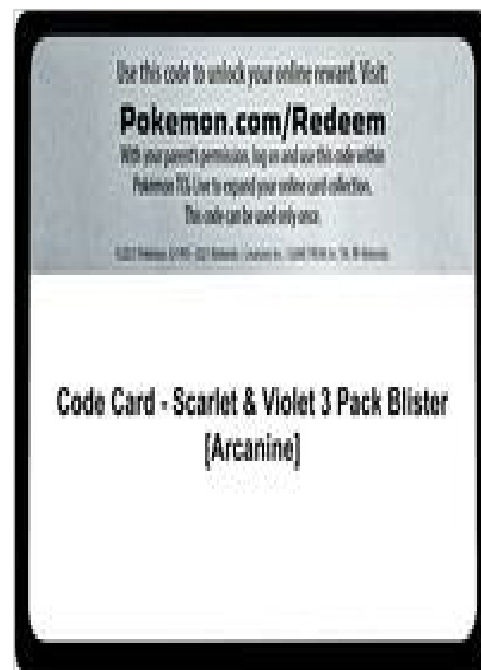 Use this code to unlock your online reward. Visit
Pokemon.com/Redeem
With your parent's permission, log on and use this code within
Pokémon TCG Live to expand your online card collection.
This code can be used only once.
Code Card - Scarlet & Violet 3 Pack Blister
[Arcanine]